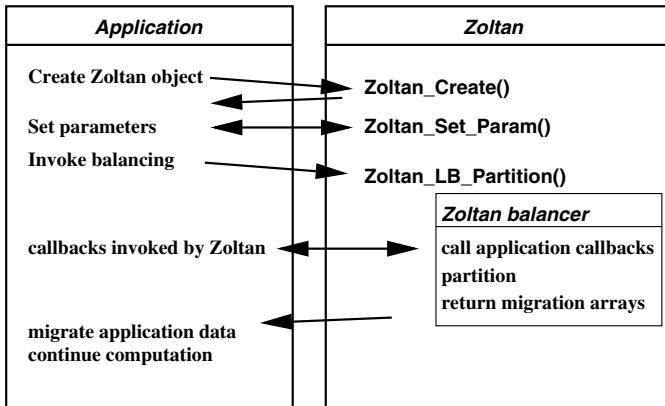 Application
Zoltan
Create Zoltan object
Zoltan_Create()
Set parameters
Zoltan_Set_Param()
Invoke balancing
Zoltan_LB_Partition()
Zoltan balancer
callbacks invoked by Zoltan
call application callbacks
partition
return migration arrays
migrate application data
continue computation